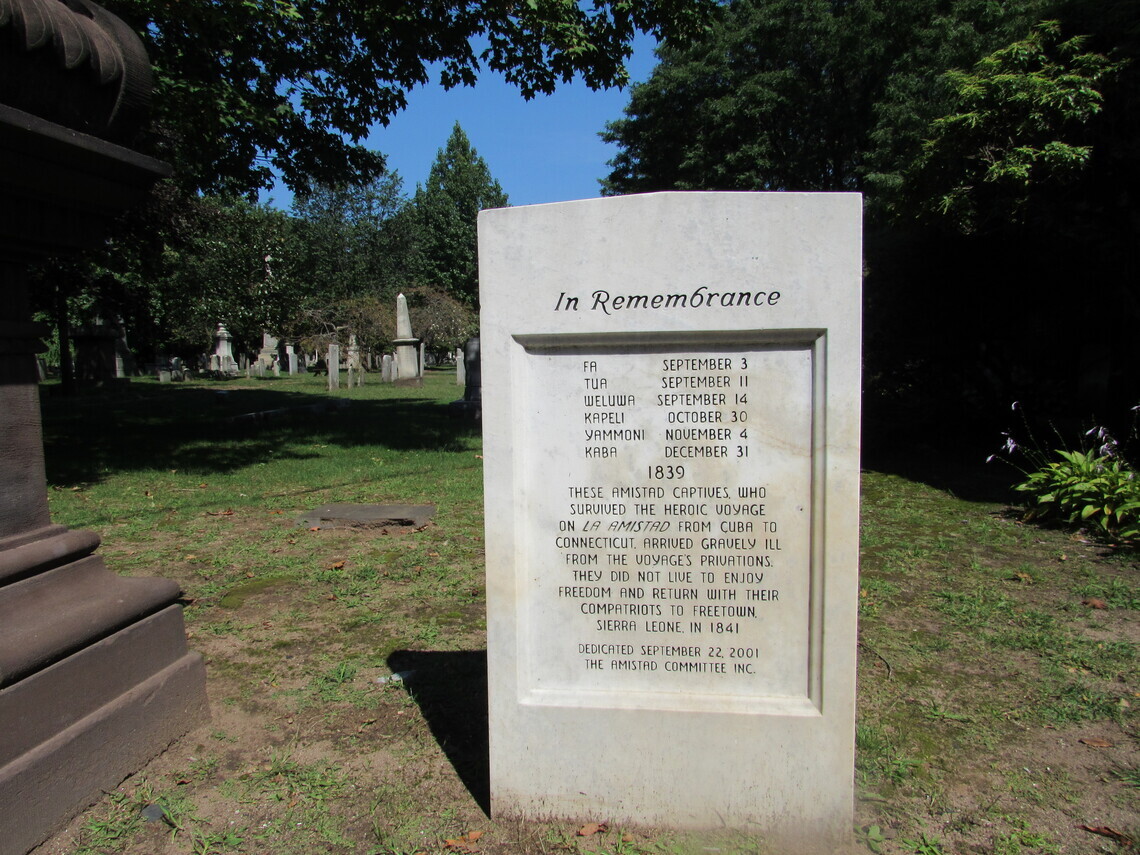 In Remembrance
FA SEPTEMBER 3
TUA SEPTEMBER 11
WELUWA SEPTEMBER 14
KAPELI OCTOBER 30
YAMMONI NOVEMBER 4
KABA DECEMBER 31
1839
THESE AMISTAD CAPTIVES, WHO
SURVIVED THE HEROIC VOYAGE
ON LA AMISTAD FROM CUBA TO
CONNECTICUT, ARRIVED GRAVELY ILL
FROM THE VOYAGE'S PRIVATIONS.
THEY DID NOT LIVE TO ENJOY
FREEDOM AND RETURN WITH THEIR
COMPATRIOTS TO FREETOWN,
SIERRA LEONE, IN 1841
DEDICATED SEPTEMBER 22, 2001
THE AMISTAD COMMITTEE INC.